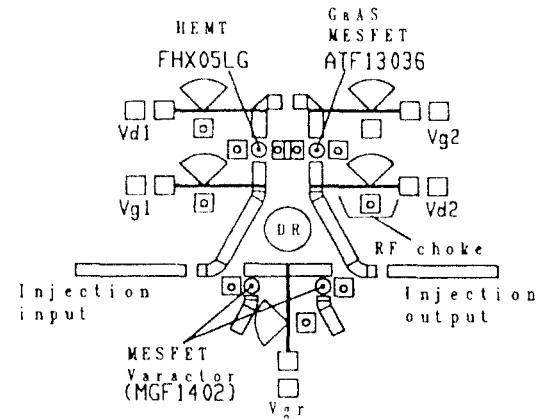 HEMT
FHX05LG
GaAS
MESFET
ATF13036
Vd1
Vg2
Vg1
Vd2
DR
RF choke
Injection
input
Injection
output
MESFET
Varactor
(MGF1402)
Vgr